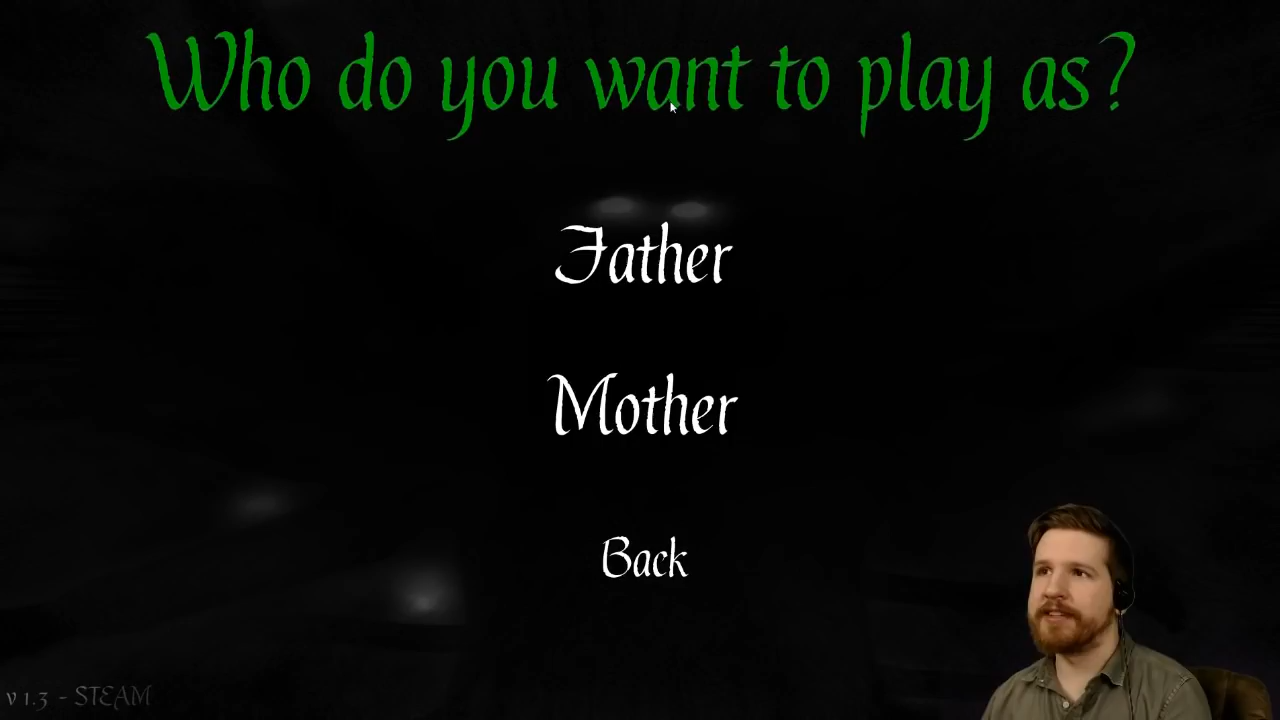 Who do you want to play as?
Father
Mother
Back
v 1.3 - STEAM